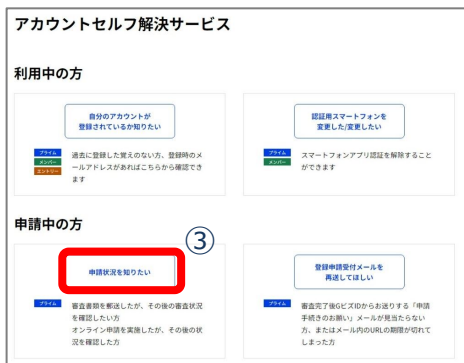 アカウントセルフ解決サービス
利用中の方
自分のアカウントが
登録されているか知りたい
プライム
メンバー
エントリー
過去に登録した覚えのない方、登録時のメ
ールアドレスがあればこちらから確認でき
ます
認証用スマートフォンを
変更した/変更したい
プライム
メンバー
スマートフォンアプリ認証を解除すること
ができます
申請中の方
③
申請状況を知りたい
プライム
審査書類を郵送したが、その後の審査状況
を確認したい方
オンライン申請を実施したが、その後の状
況を確認した方
登録申請受付メールを
再送してほしい
プライム
審査完了後GビズIDからお送りする「申請
手続きのお願い」メールが見当たらない
方、またはメール内のURLの期限が切れて
しまった方